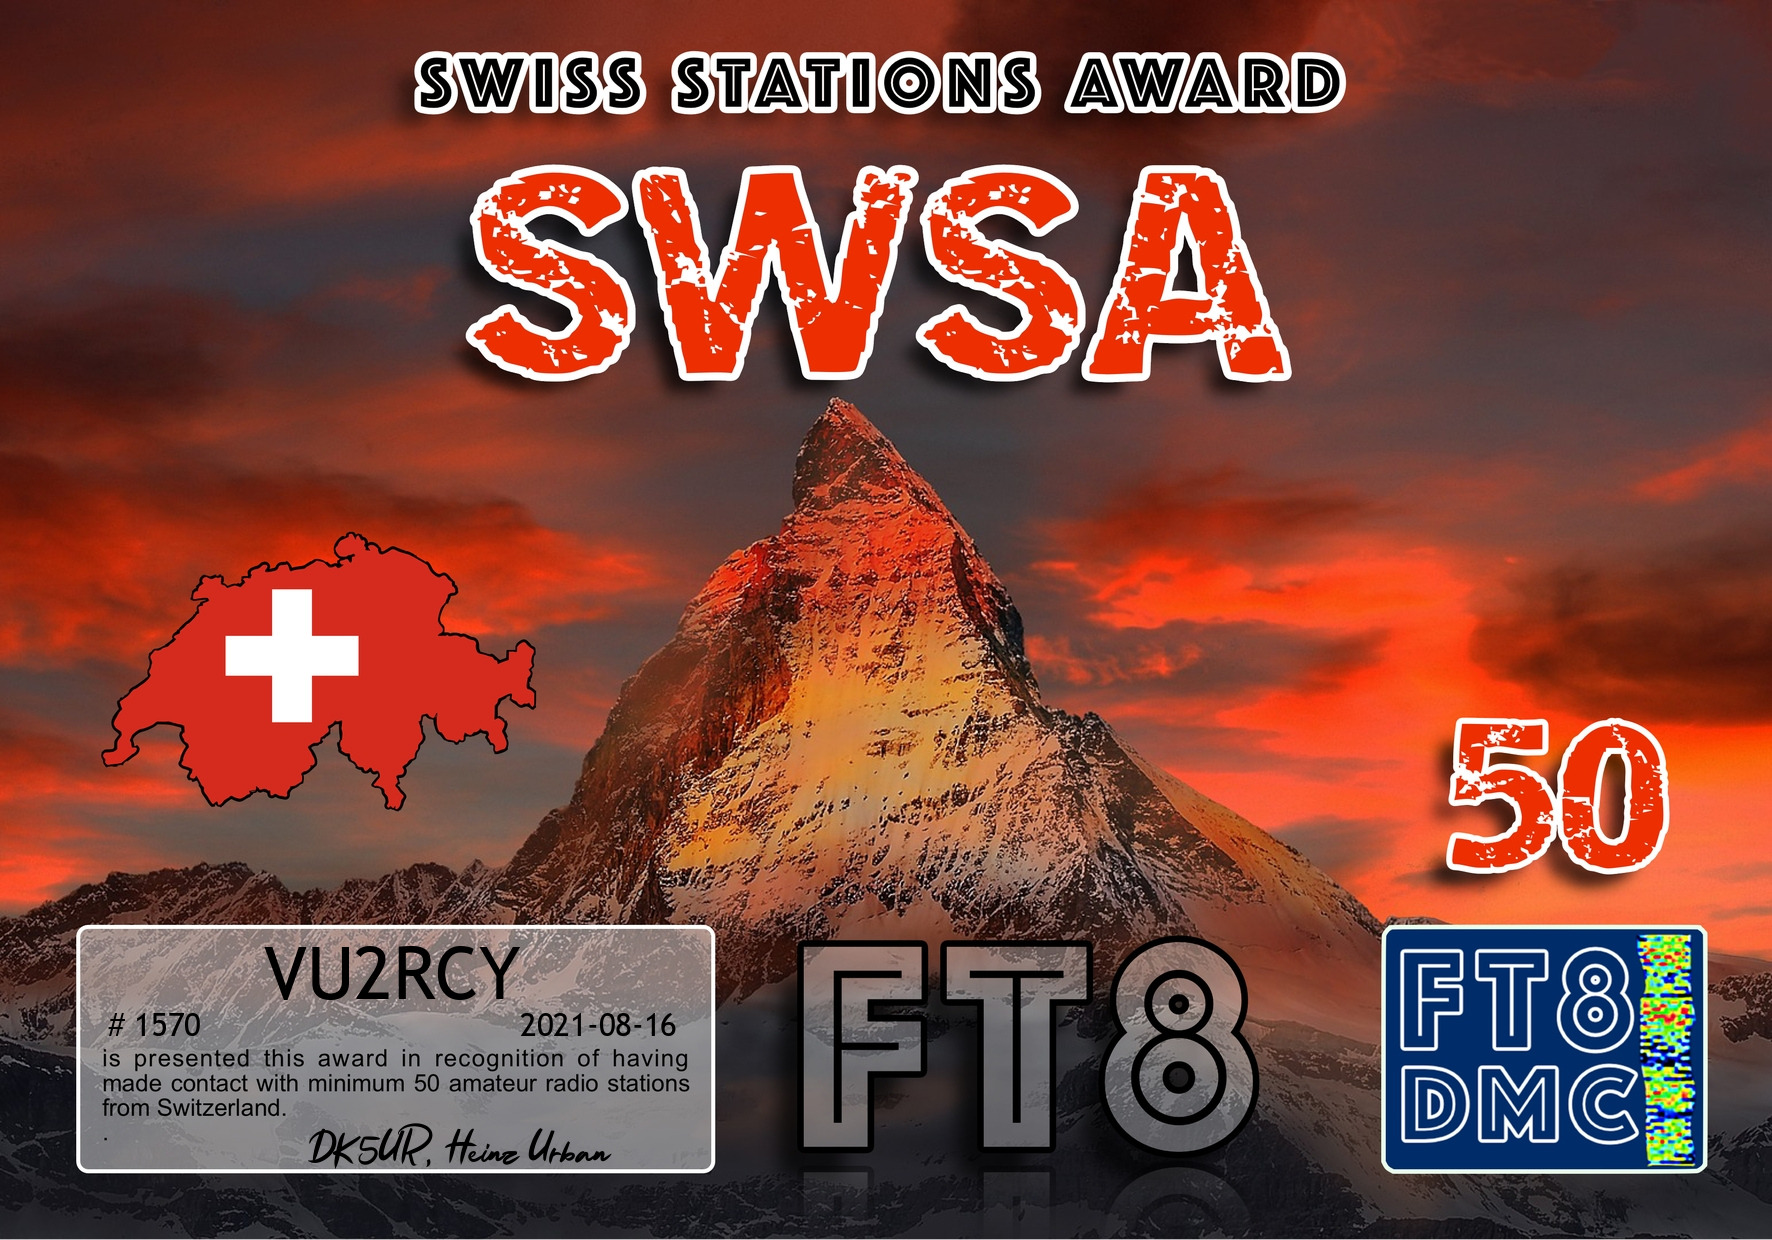 SWISS STATIONS AWARD
SWSA
50
VU2RCY
# 1570 2021-08-16
is presented this award in recognition of having
made contact with minimum 50 amateur radio stations
from Switzerland.
.
DK5UR, Heinz Urban
FT8
FT8
DMC